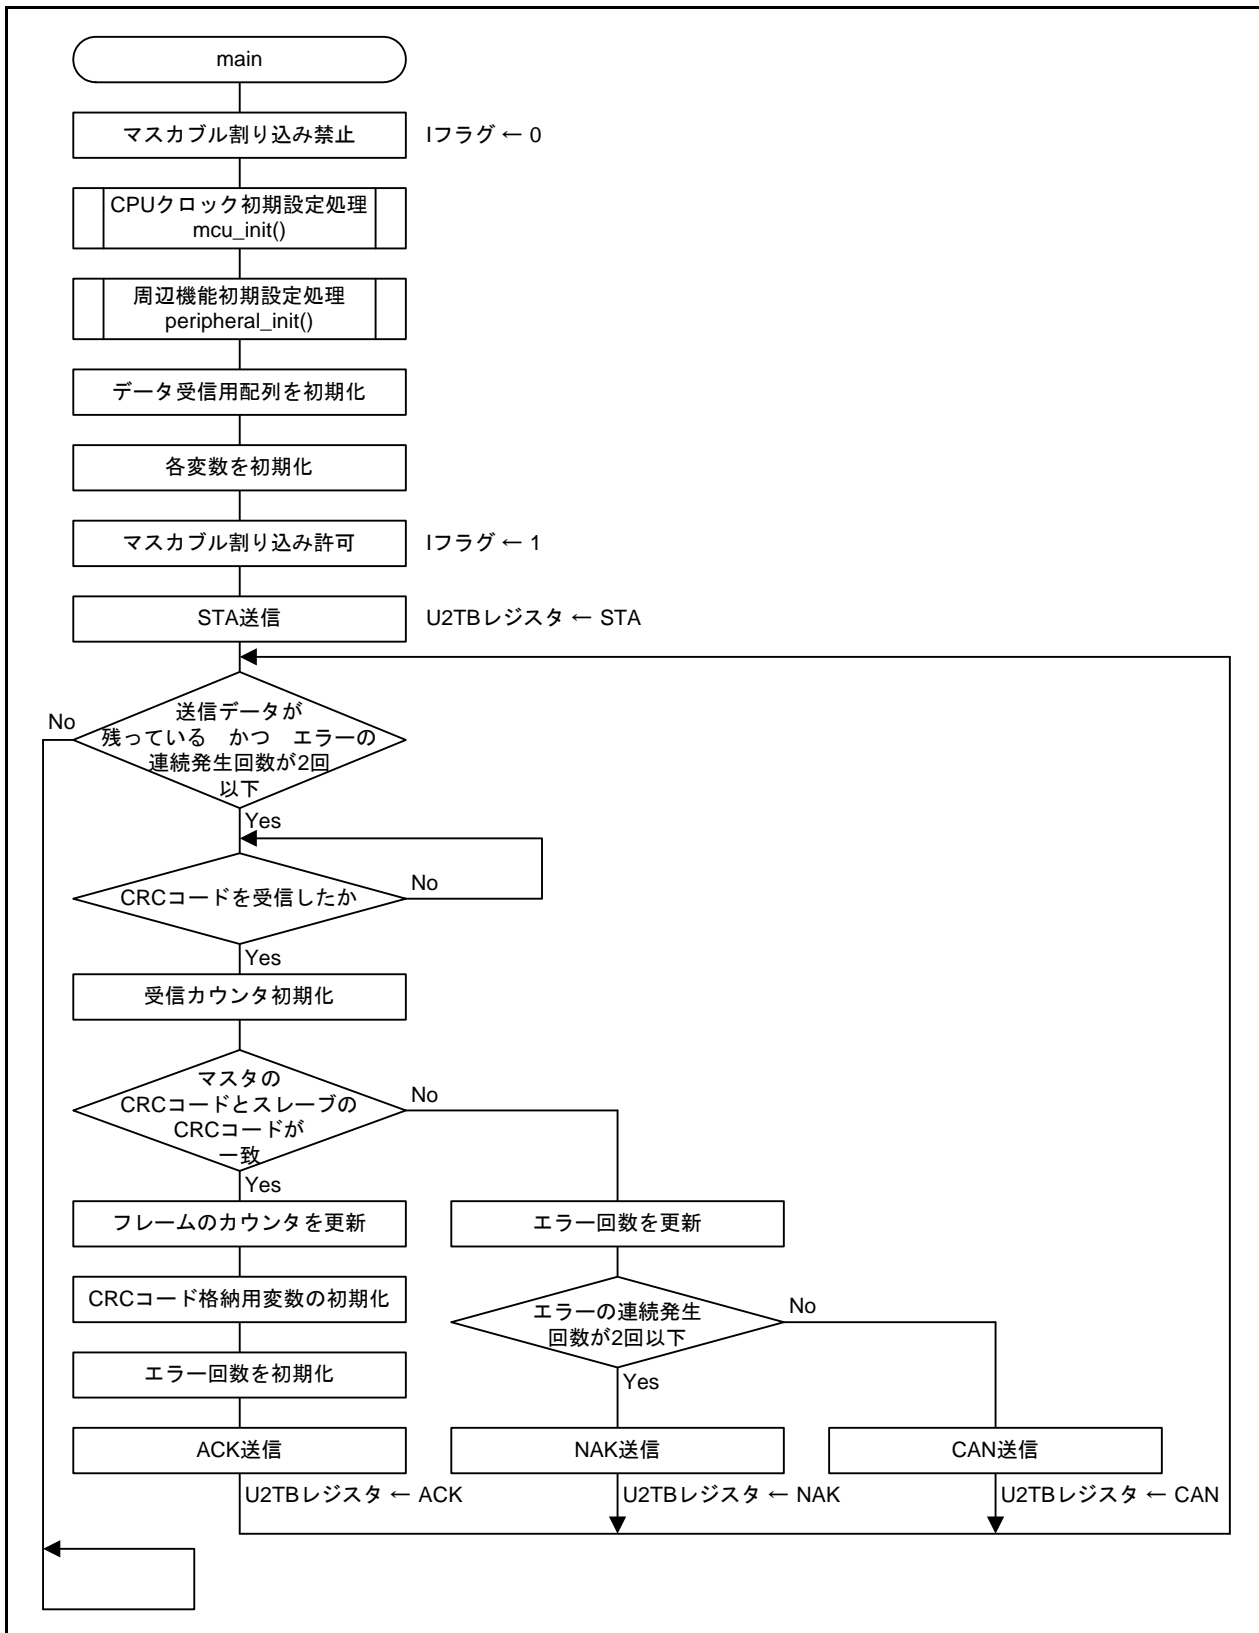 main
マスカブル割り込み禁止
Iフラグ ← 0
CPUクロック初期設定処理
mcu_init()
周辺機能初期設定処理
peripheral_init()
データ受信用配列を初期化
各変数を初期化
マスカブル割り込み許可
Iフラグ ← 1
STA送信
U2TBレジスタ ← STA
送信データが
残っている　かつ　エラーの
連続発生回数が2回
以下
No
Yes
CRCコードを受信したか
No
Yes
受信カウンタ初期化
マスタの
CRCコードとスレーブの
CRCコードが
一致
No
Yes
フレームのカウンタを更新
エラー回数を更新
CRCコード格納用変数の初期化
エラーの連続発生
回数が2回以下
No
Yes
エラー回数を初期化
ACK送信
NAK送信
CAN送信
U2TBレジスタ ← ACK
U2TBレジスタ ← NAK
U2TBレジスタ ← CAN